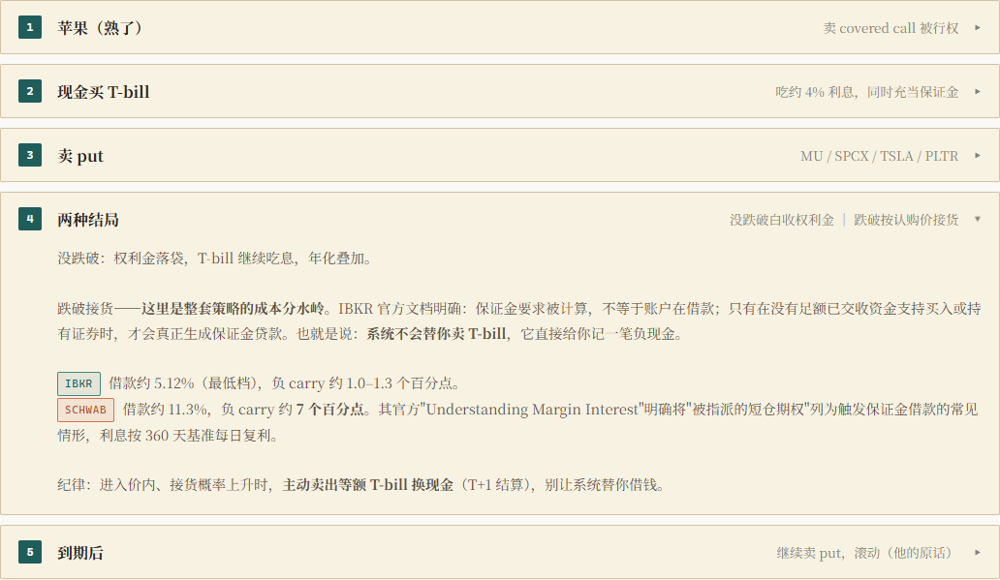 1 苹果（熟了） 卖 covered call 被行权 ▸
2 现金买 T-bill 吃约 4% 利息，同时充当保证金 ▸
3 卖 put MU / SPCX / TSLA / PLTR ▸
4 两种结局 没跌破白收权利金 ｜ 跌破按认购价接货 ▾
没跌破：权利金落袋，T-bill 继续吃息，年化叠加。
跌破接货——这里是整套策略的成本分水岭。IBKR 官方文档明确：保证金要求被计算，不等于账户在借款；只有在没有足额已交收资金支持买入或持
有证券时，才会真正生成保证金贷款。也就是说：系统不会替你卖 T-bill，它直接给你记一笔负现金。
IBKR 借款约 5.12%（最低档），负 carry 约 1.0–1.3 个百分点。
SCHWAB 借款约 11.3%，负 carry 约 7 个百分点。其官方"Understanding Margin Interest"明确将"被指派的短仓期权"列为触发保证金借款的常见
情形，利息按 360 天基准每日复利。
纪律：进入价内、接货概率上升时，主动卖出等额 T-bill 换现金（T+1 结算），别让系统替你借钱。
5 到期后 继续卖 put，滚动（他的原话） ▸